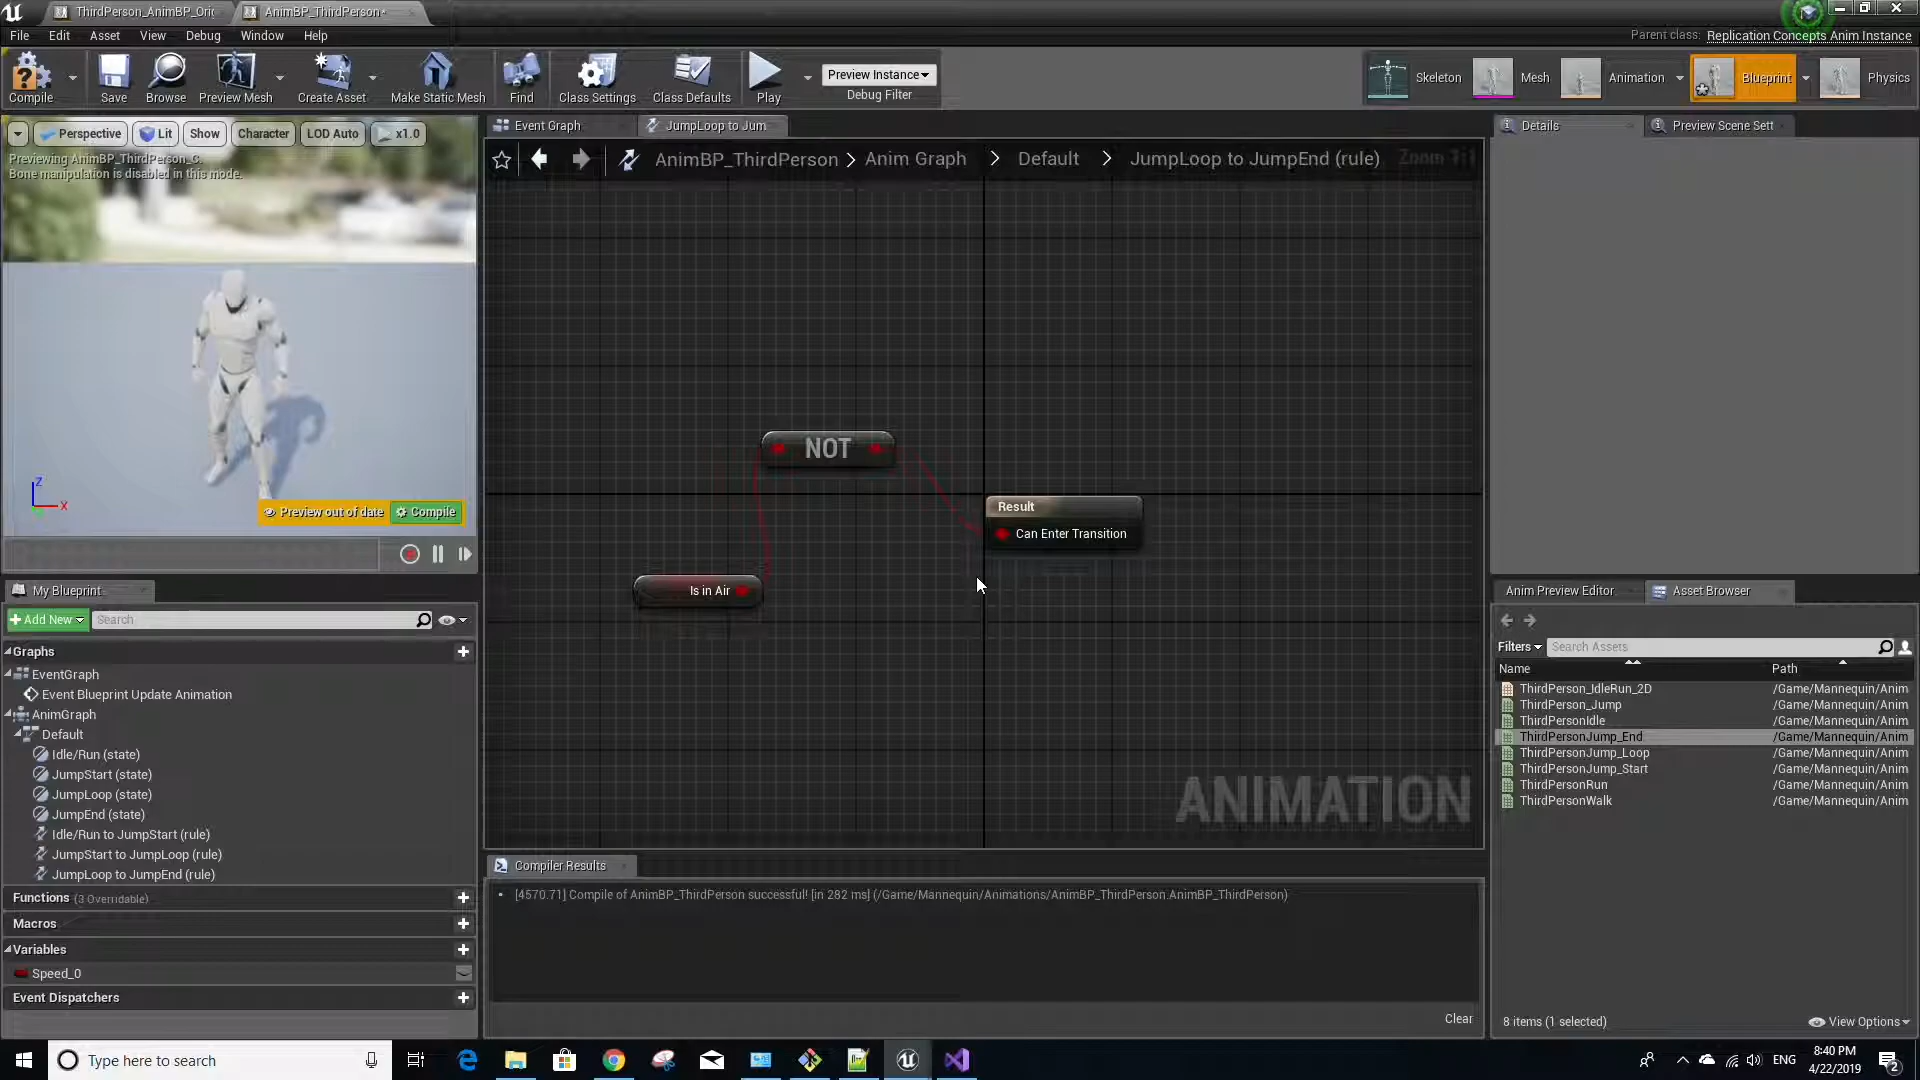 ThirdPerson_AnimBP_Orig
AnimBP_ThirdPerson*
File Edit Asset View Debug Window Help
Parent class: Replication Concepts Anim Instance
Compile
Save
Browse
Preview Mesh
Create Asset
Make Static Mesh
Find
Class Settings
Class Defaults
Play
Preview Instance
Debug Filter
Skeleton
Mesh
Animation
Blueprint
Physics
Perspective Lit Show Character LOD Auto x1.0
Previewing AnimBP_ThirdPerson_C.
Bone manipulation is disabled in this mode.
Z
X
Preview out of date Compile
Event Graph
JumpLoop to Jum
AnimBP_ThirdPerson > Anim Graph > Default > JumpLoop to JumpEnd (rule)
Zoom 1:1
NOT
Result
Can Enter Transition
Is in Air
ANIMATION
Compiler Results
[4570.71] Compile of AnimBP_ThirdPerson successful! [in 282 ms] (/Game/Mannequin/Animations/AnimBP_ThirdPerson.AnimBP_ThirdPerson)
Clear
My Blueprint
+ Add New Search
Graphs
EventGraph
Event Blueprint Update Animation
AnimGraph
Default
Idle/Run (state)
JumpStart (state)
JumpLoop (state)
JumpEnd (state)
Idle/Run to JumpStart (rule)
JumpStart to JumpLoop (rule)
JumpLoop to JumpEnd (rule)
Functions (3 Overridable)
Macros
Variables
Speed_0
Event Dispatchers
Details
Preview Scene Sett
Anim Preview Editor
Asset Browser
Filters Search Assets
Name Path
ThirdPerson_IdleRun_2D /Game/Mannequin/Anim
ThirdPerson_Jump /Game/Mannequin/Anim
ThirdPersonIdle /Game/Mannequin/Anim
ThirdPersonJump_End /Game/Mannequin/Anim
ThirdPersonJump_Loop /Game/Mannequin/Anim
ThirdPersonJump_Start /Game/Mannequin/Anim
ThirdPersonRun /Game/Mannequin/Anim
ThirdPersonWalk /Game/Mannequin/Anim
8 items (1 selected) View Options
Type here to search
ENG
8:40 PM
4/22/2019
2